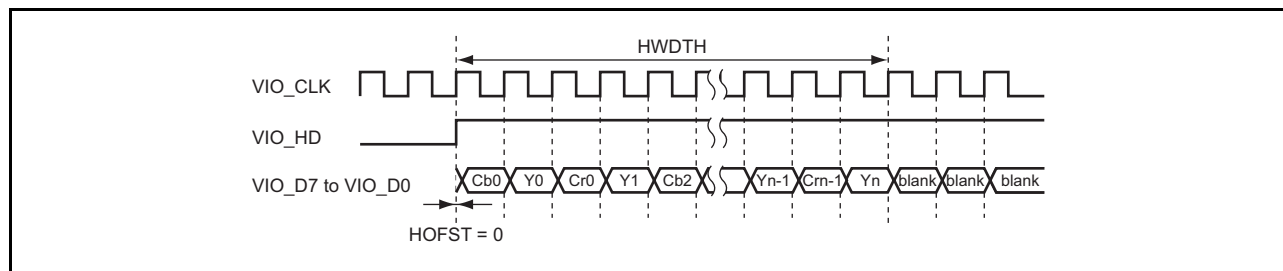 HWDTH
VIO_CLK
VIO_HD
VIO_D7 to VIO_D0 Cb0 Y0 Cr0 Y1 Cb2 Yn-1 Crn-1 Yn blank blank blank
HOFST = 0